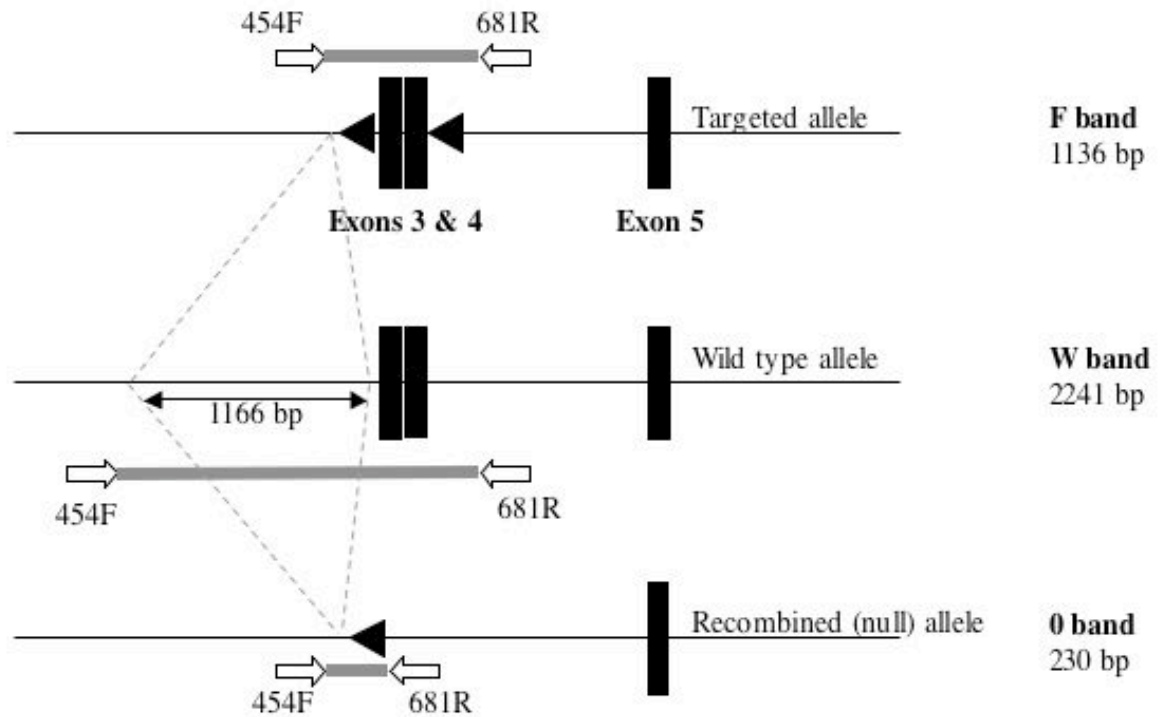 454F 681R
Targeted allele
F band
1136 bp
Exons 3 & 4
Exon 5
Wild type allele
W band
2241 bp
1166 bp
454F
681R
Recombined (null) allele
0 band
230 bp
454F
681R